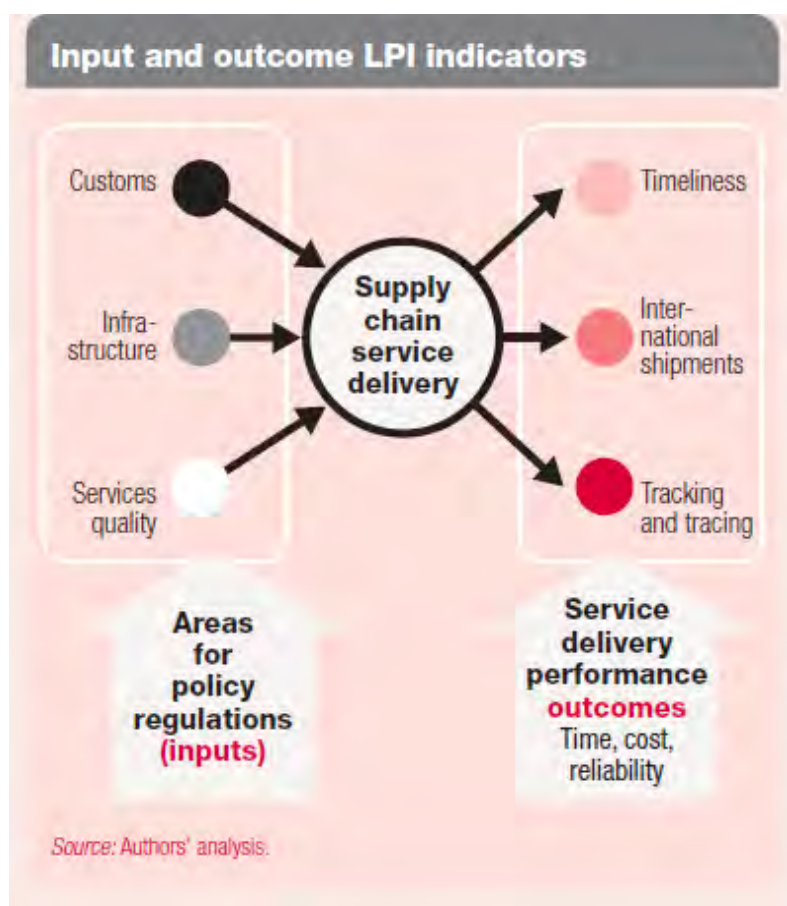 Input and outcome LPI indicators
Customs
Infra-
structure
Services
quality
Supply
chain
service
delivery
Timeliness
Inter-
national
shipments
Tracking
and tracing
Areas
for
policy
regulations
(inputs)
Service
delivery
performance
outcomes
Time, cost,
reliability
Source: Authors' analysis.